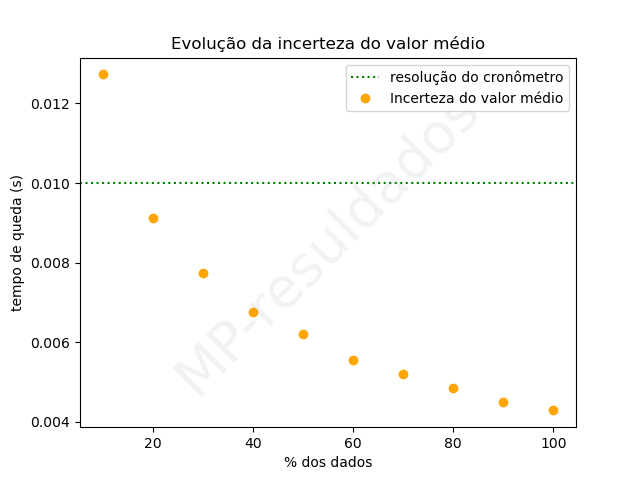 Evolução da incerteza do valor médio
resolução do cronômetro
Incerteza do valor médio
MP-resuldados
tempo de queda (s)
0.012
0.010
0.008
0.006
0.004
20 40 60 80 100
% dos dados